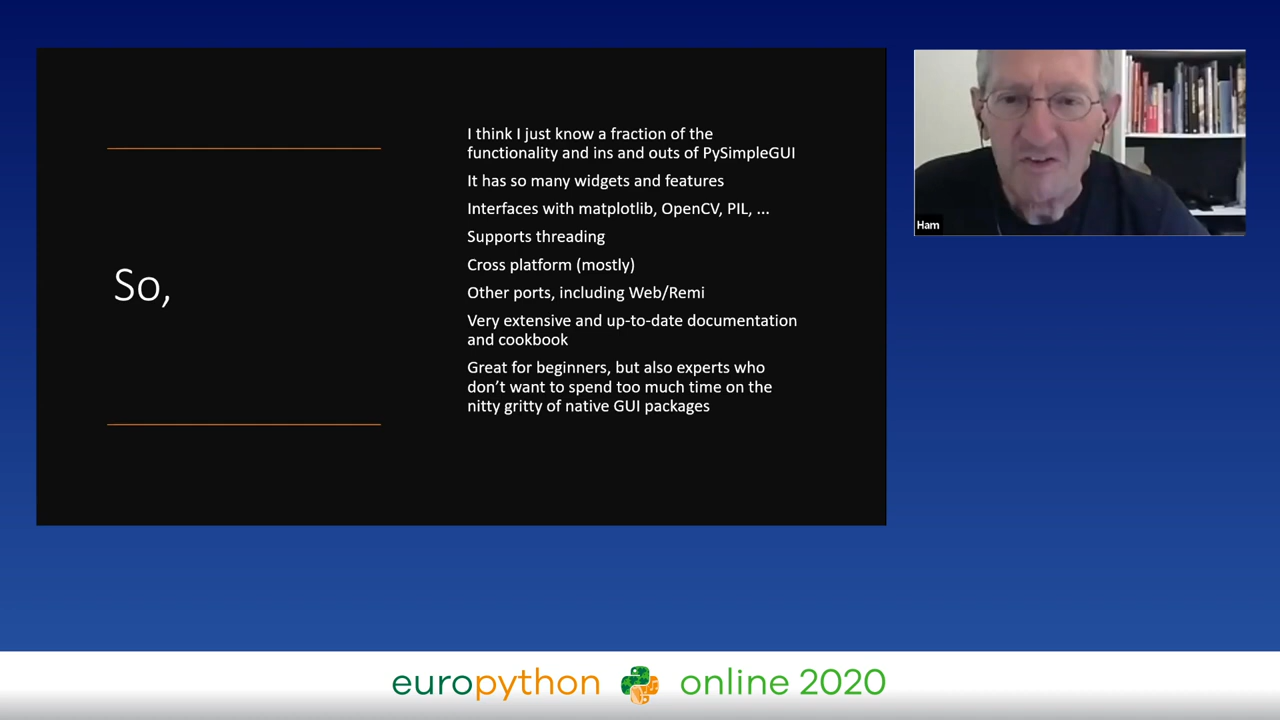 So,
I think I just know a fraction of the
functionality and ins and outs of PySimpleGUI
It has so many widgets and features
Interfaces with matplotlib, OpenCV, PIL, ...
Supports threading
Cross platform (mostly)
Other ports, including Web/Remi
Very extensive and up-to-date documentation
and cookbook
Great for beginners, but also experts who
don't want to spend too much time on the
nitty gritty of native GUI packages
Ham
europython online 2020